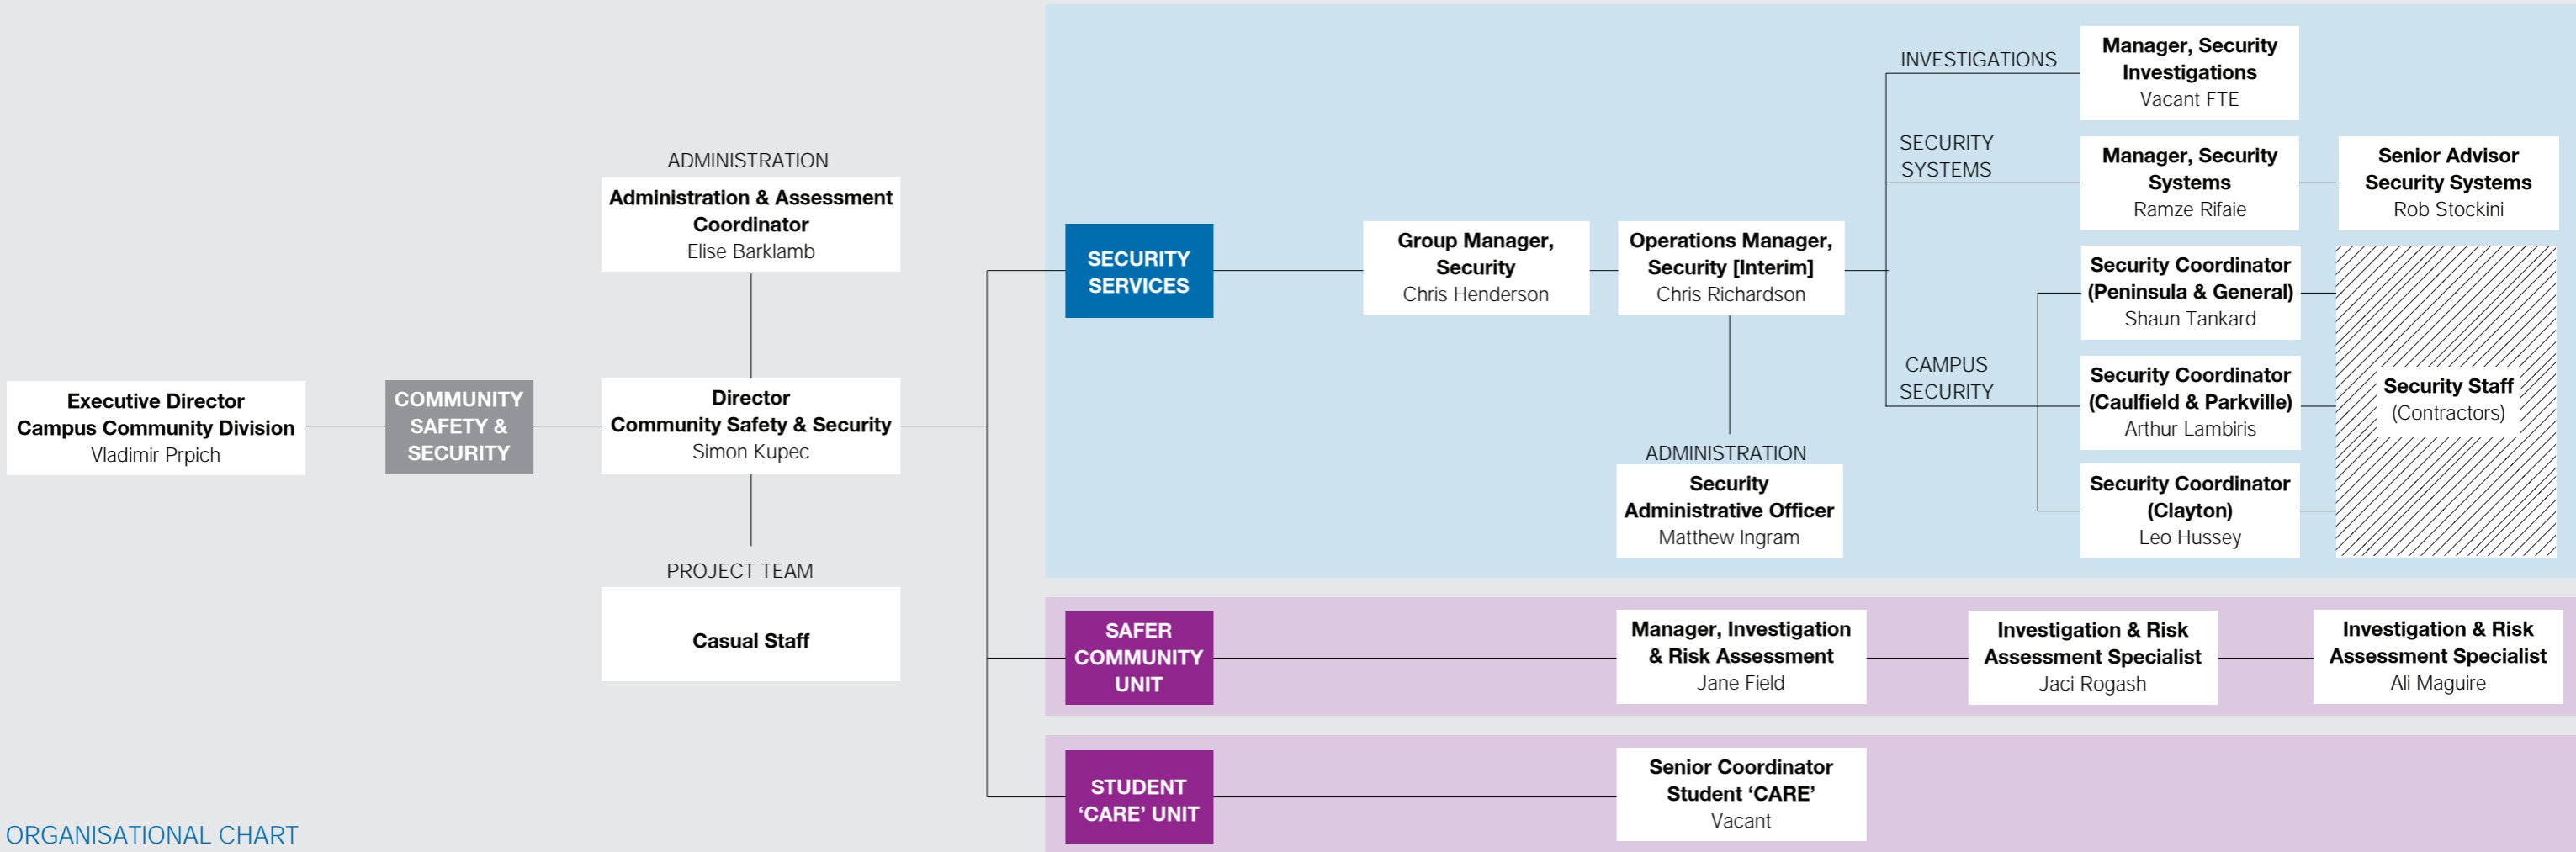 Executive Director
Campus Community Division
Vladimir Prpich
COMMUNITY
SAFETY &
SECURITY
ADMINISTRATION
Administration & Assessment
Coordinator
Elise Barklamb
Director
Community Safety & Security
Simon Kupec
PROJECT TEAM
Casual Staff
SECURITY
SERVICES
Group Manager,
Security
Chris Henderson
Operations Manager,
Security [Interim]
Chris Richardson
ADMINISTRATION
Security
Administrative Officer
Matthew Ingram
INVESTIGATIONS
Manager, Security
Investigations
Vacant FTE
SECURITY
SYSTEMS
Manager, Security
Systems
Ramze Rifaie
Senior Advisor
Security Systems
Rob Stockini
CAMPUS
SECURITY
Security Coordinator
(Peninsula & General)
Shaun Tankard
Security Coordinator
(Caulfield & Parkville)
Arthur Lambiris
Security Coordinator
(Clayton)
Leo Hussey
Security Staff
(Contractors)
SAFER
COMMUNITY
UNIT
Manager, Investigation
& Risk Assessment
Jane Field
Investigation & Risk
Assessment Specialist
Jaci Rogash
Investigation & Risk
Assessment Specialist
Ali Maguire
STUDENT
‘CARE’ UNIT
Senior Coordinator
Student ‘CARE’
Vacant
ORGANISATIONAL CHART